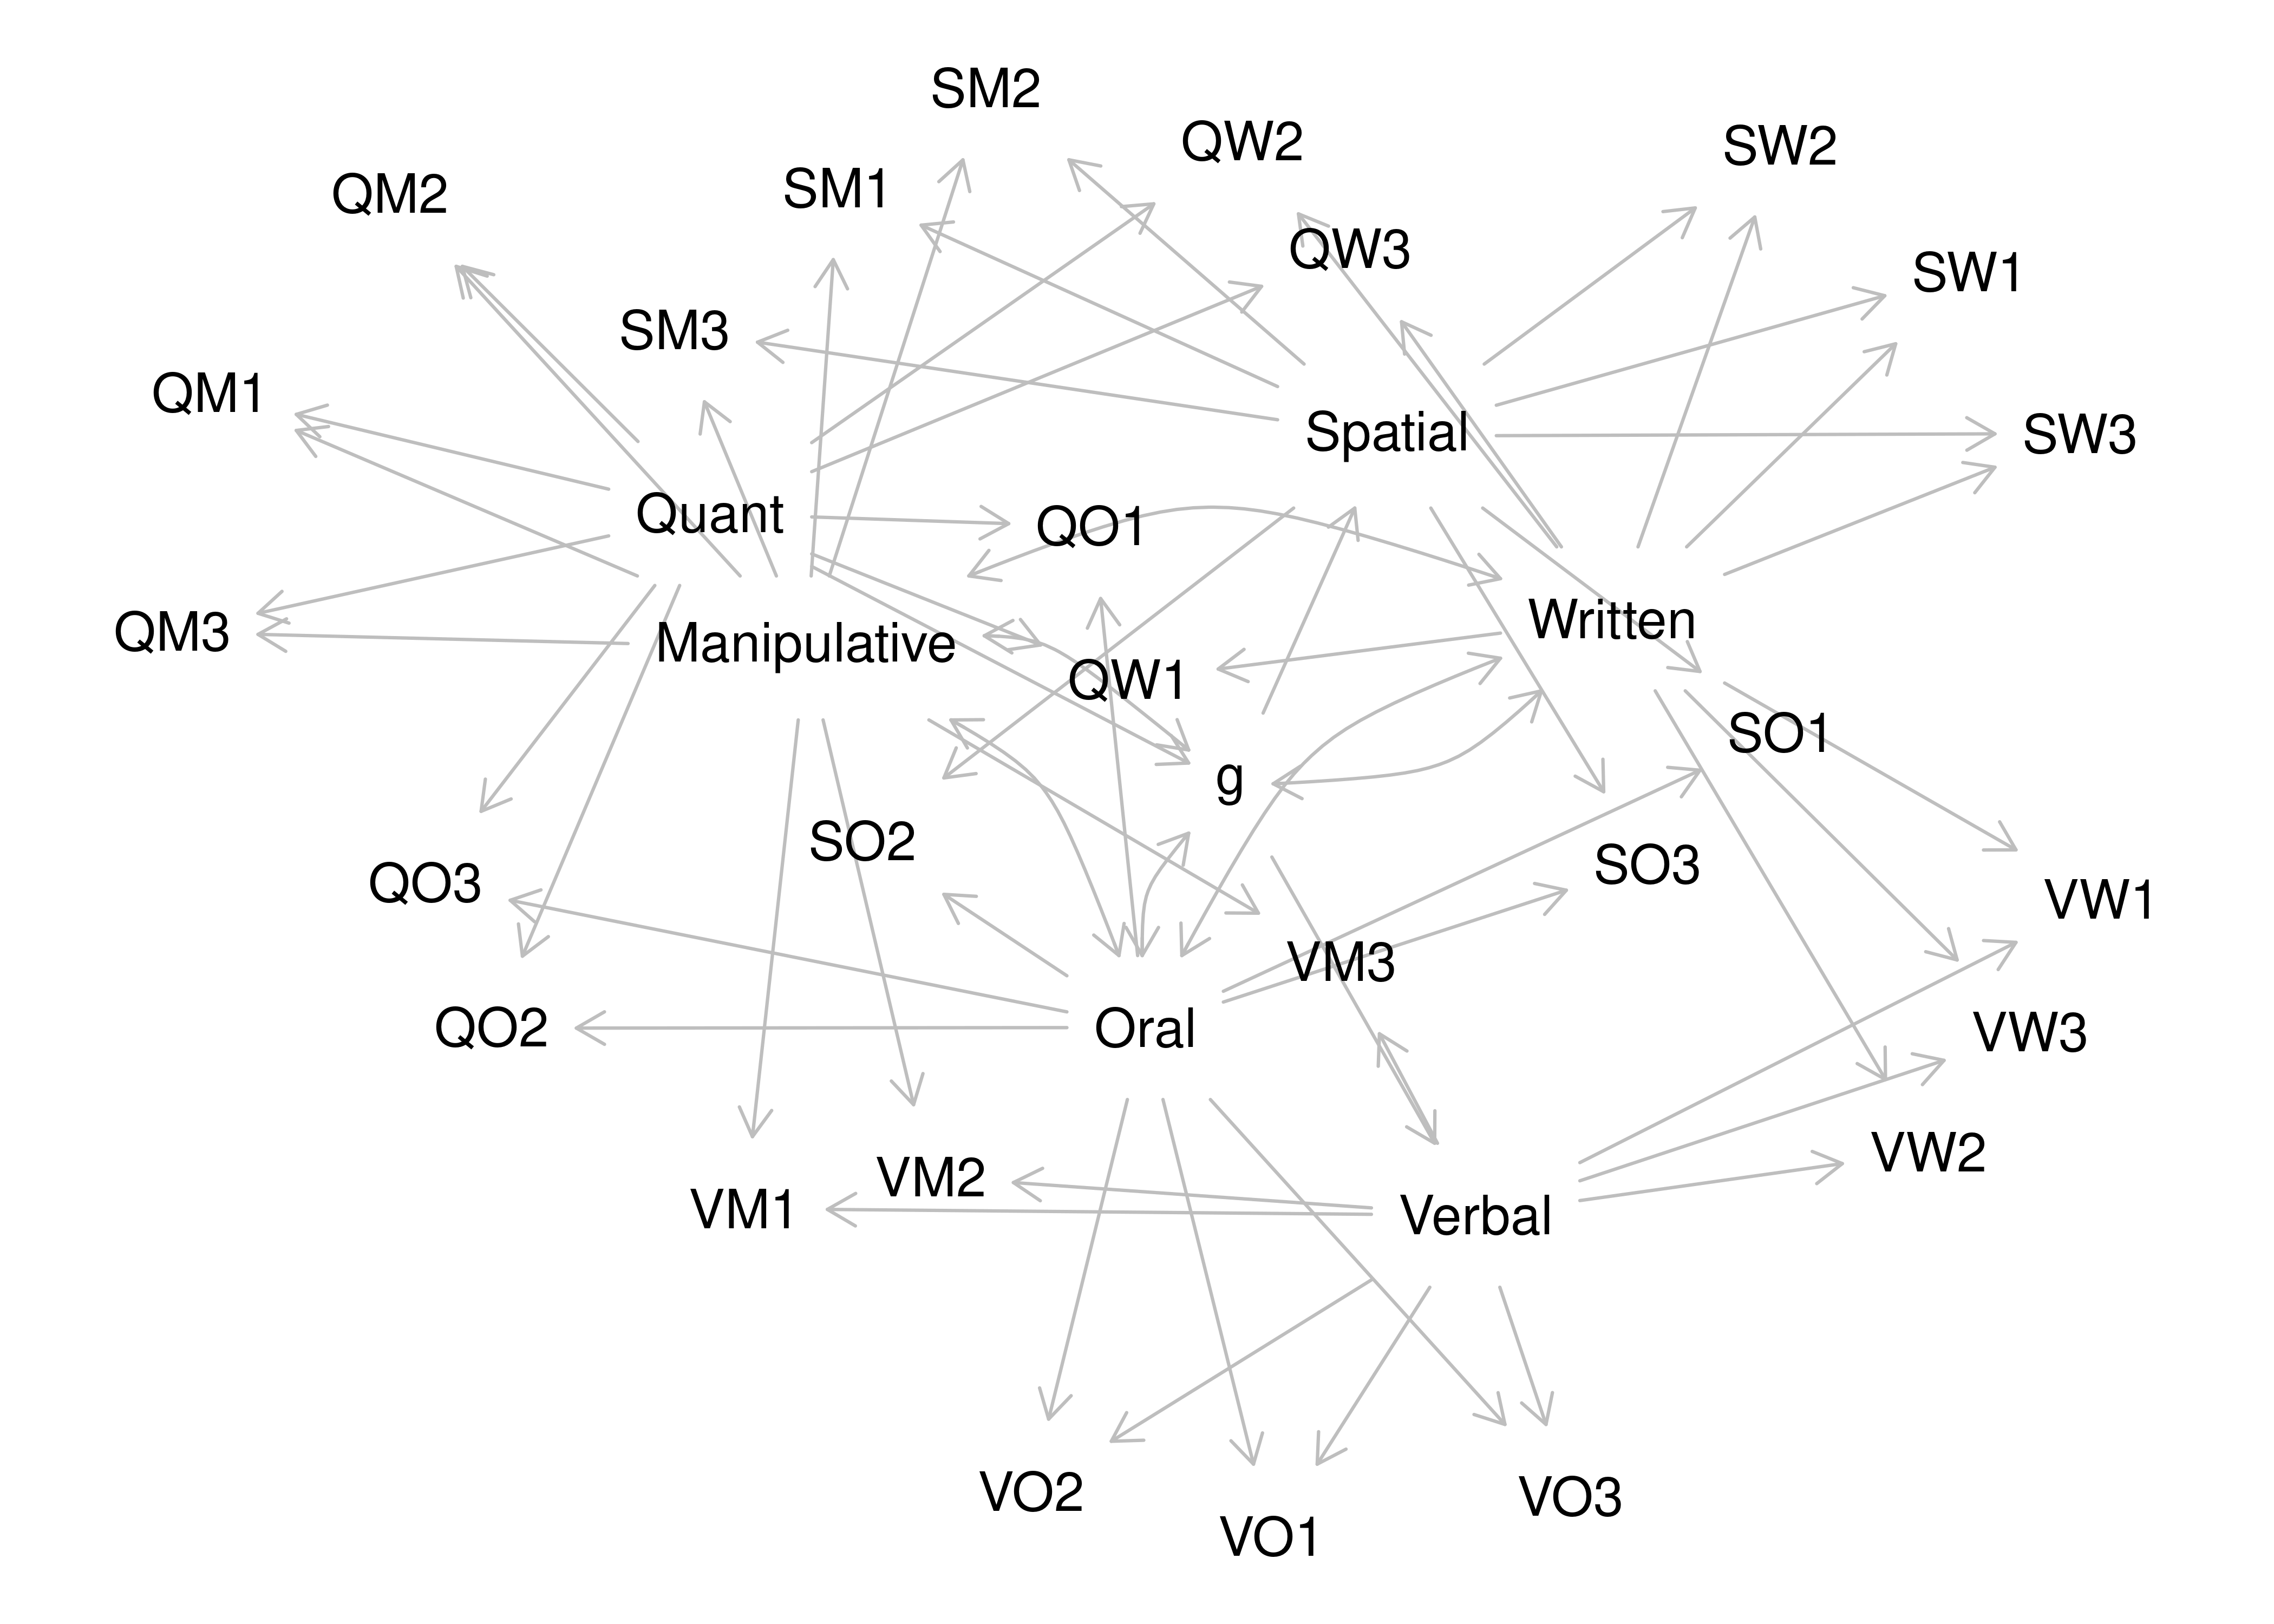 SM2
QW2
SW2
QM2
SM1
QW3
SW1
SM3
QM1
Spatial
SW3
Quant
QO1
Written
QM3
Manipulative
QW1
SO1
g
SO2
SO3
QO3
VW1
VM3
QO2
Oral
VW3
VW2
VM2
VM1
Verbal
VO2
VO3
VO1